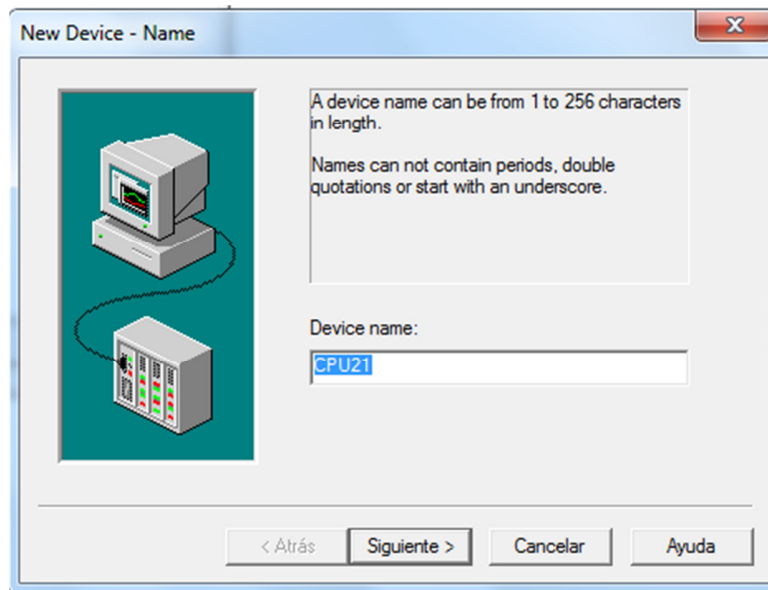 New Device - Name
A device name can be from 1 to 256 characters
in length.
Names can not contain periods, double
quotations or start with an underscore.
Device name:
CPU21
< Atrás
Siguiente >
Cancelar
Ayuda